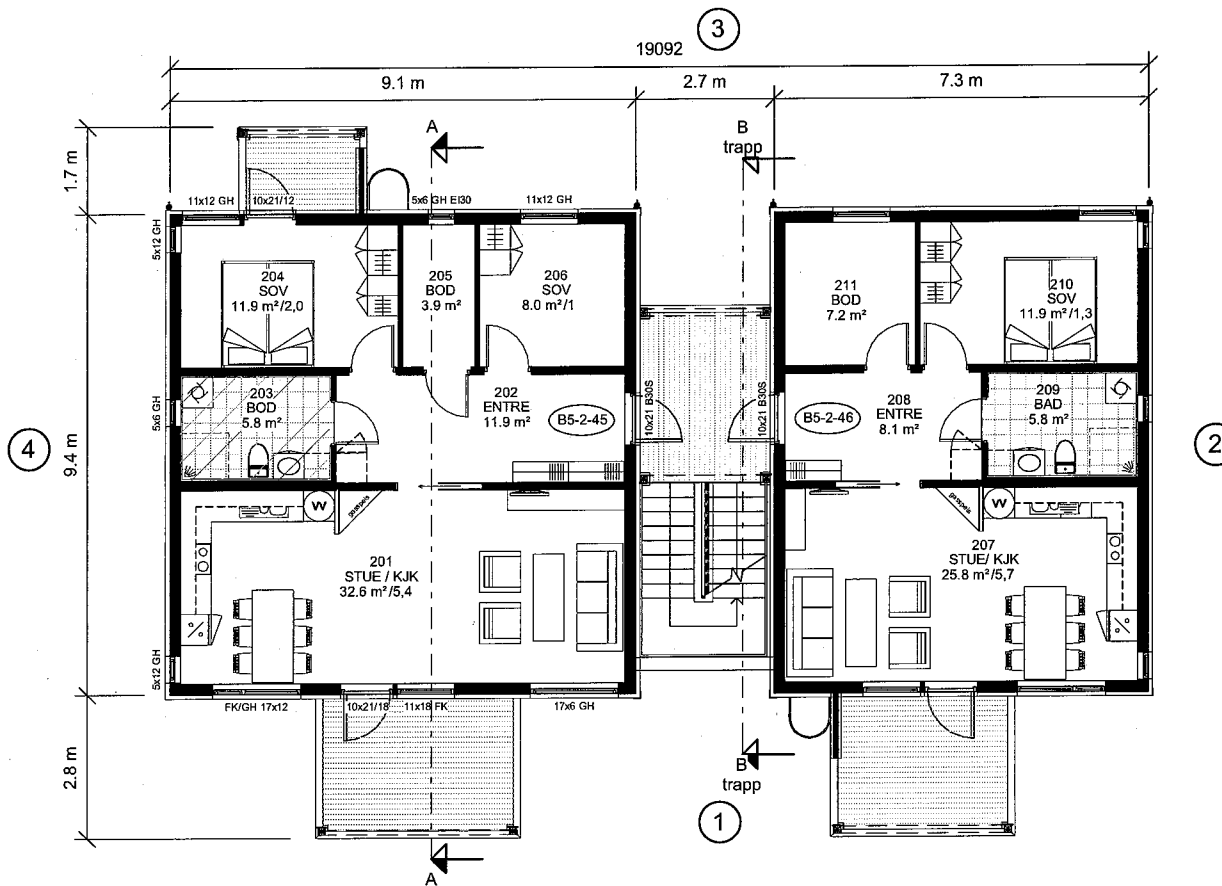 3
19092
9.1 m
2.7 m
7.3 m
A
B
trapp
1.7 m
11x12 GH
10x21/12
5x6 GH EI30
11x12 GH
5x12 GH
204
SOV
11.9 m²/2,0
205
BOD
3.9 m²
206
SOV
8.0 m²/1
211
BOD
7.2 m²
210
SOV
11.9 m²/1,3
203
BOD
5.8 m²
5x6 GH
202
ENTRE
11.9 m²
B5-2-45
10x21 B30S
10x21 B30S
B5-2-46
208
ENTRE
8.1 m²
209
BAD
5.8 m²
4
9.4 m
2
V
gasspeis
gasspeis
V
201
STUE / KJK
32.6 m²/5,4
207
STUE/ KJK
25.8 m²/5,7
%
%
5x12 GH
FK/GH 17x12
10x21/18
11x18 FK
17x6 GH
2.8 m
B
trapp
1
A